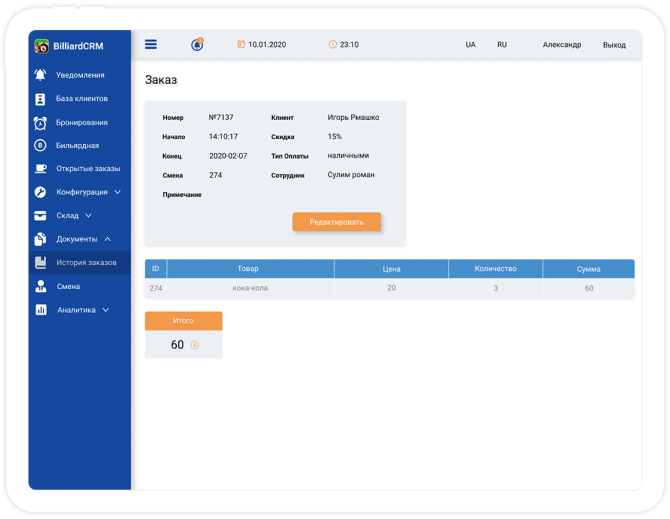 BilliardCRM
10.01.2020
23:10
UA
RU
Александр
Выход
Уведомления
База клиентов
Бронирования
8
Бильярдная
Открытые заказы
Конфигурация
Склад
Документы
История заказов
Смена
Аналитика
Заказ
Номер №7137 Клиент Игорь Рмашко
Начало 14:10:17 Скидка 15%
Конец 2020-02-07 Тип Оплаты наличными
Смена 274 Сотрудник Сулим роман
Примечание
Редактировать
ID Товар Цена Количество Сумма
274 кока-кола 20 3 60
Итого
60